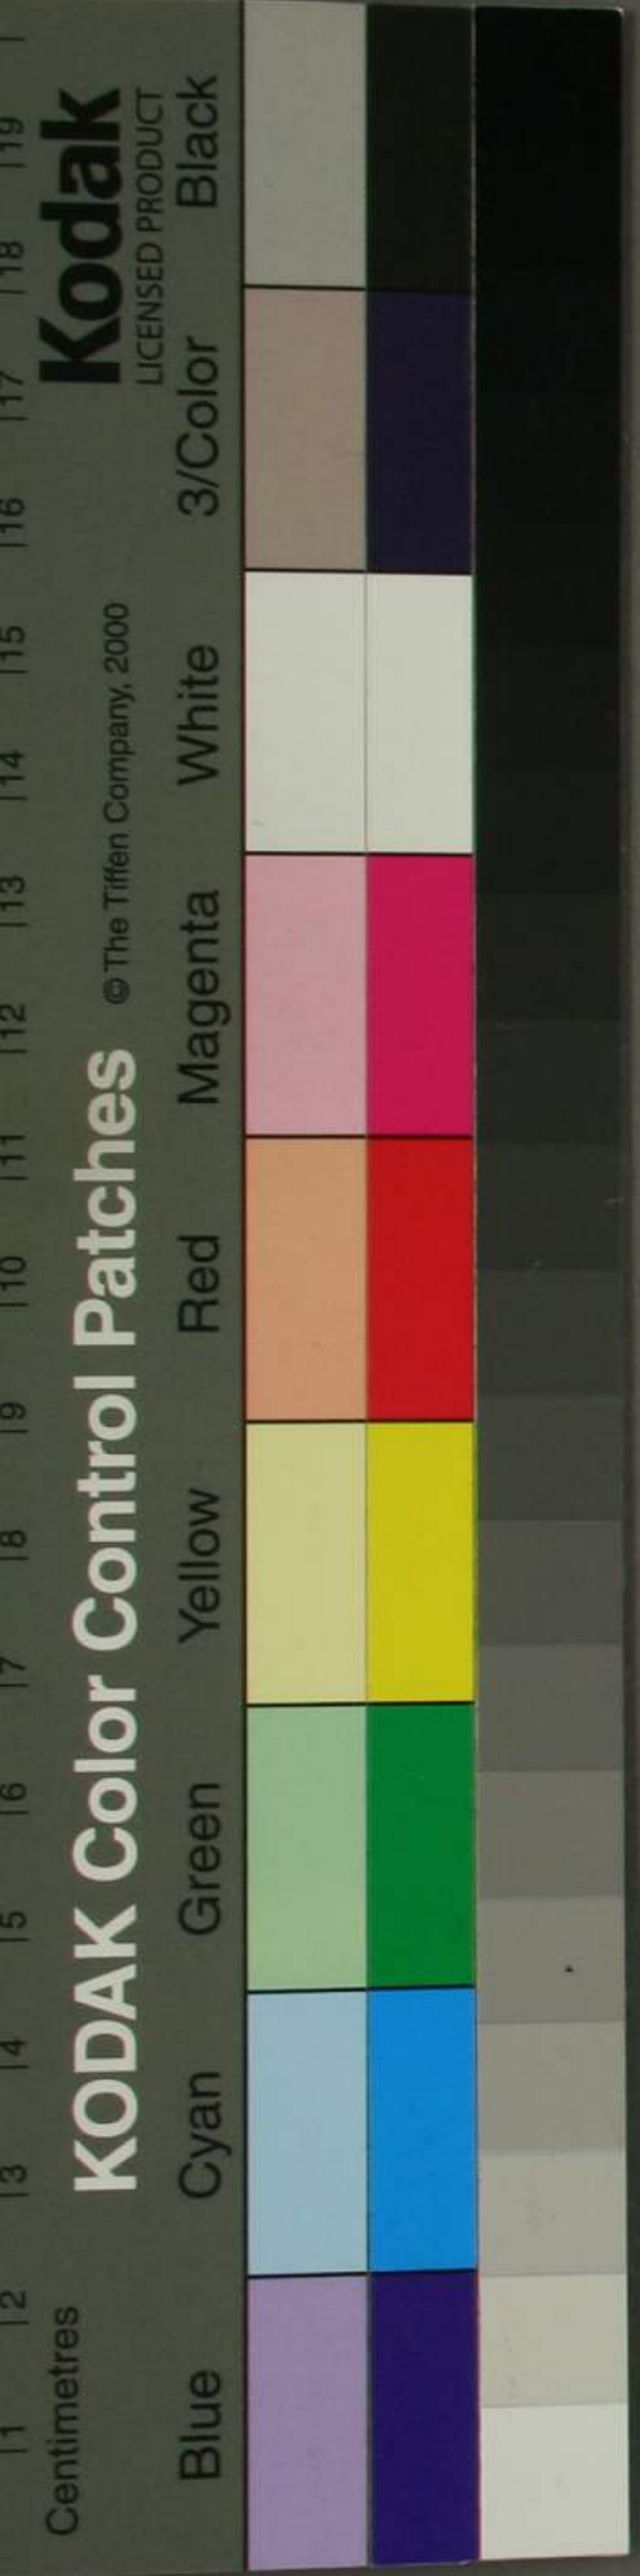 Centimetres
1 2 3 4 5 6 7 8 9 10 11 12 13 14 15 16 17 18 19
KODAK Color Control Patches
© The Tiffen Company, 2000
Kodak
LICENSED PRODUCT
Blue Cyan Green Yellow Red Magenta White 3/Color Black